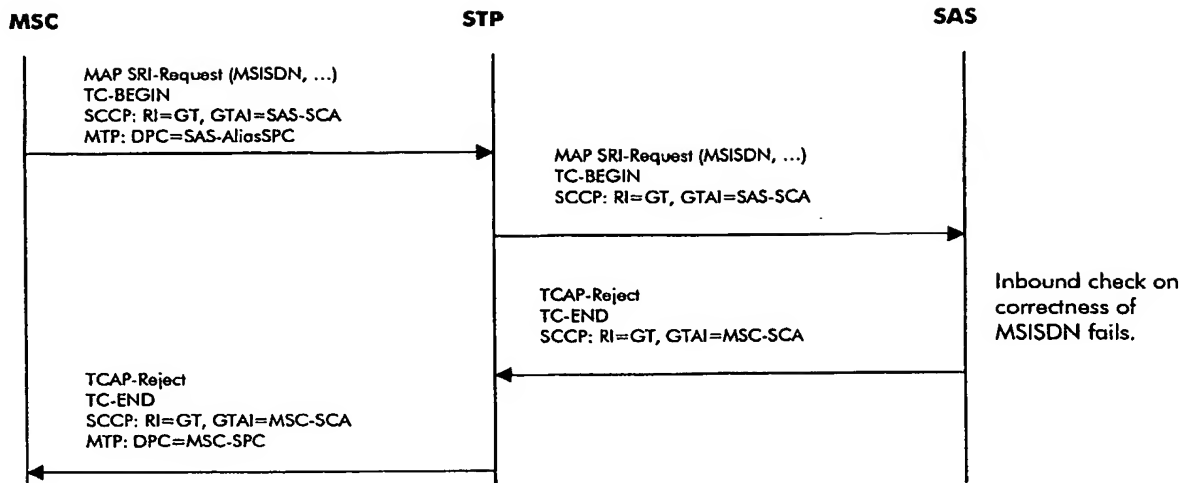 MSC
STP
SAS
MAP SRI-Request (MSISDN, ...)
TC-BEGIN
SCCP: RI=GT, GTAI=SAS-SCA
MTP: DPC=SAS-AliasSPC
MAP SRI-Request (MSISDN, ...)
TC-BEGIN
SCCP: RI=GT, GTAI=SAS-SCA
Inbound check on
correctness of
MSISDN fails.
TCAP-Reject
TC-END
SCCP: RI=GT, GTAI=MSC-SCA
TCAP-Reject
TC-END
SCCP: RI=GT, GTAI=MSC-SCA
MTP: DPC=MSC-SPC